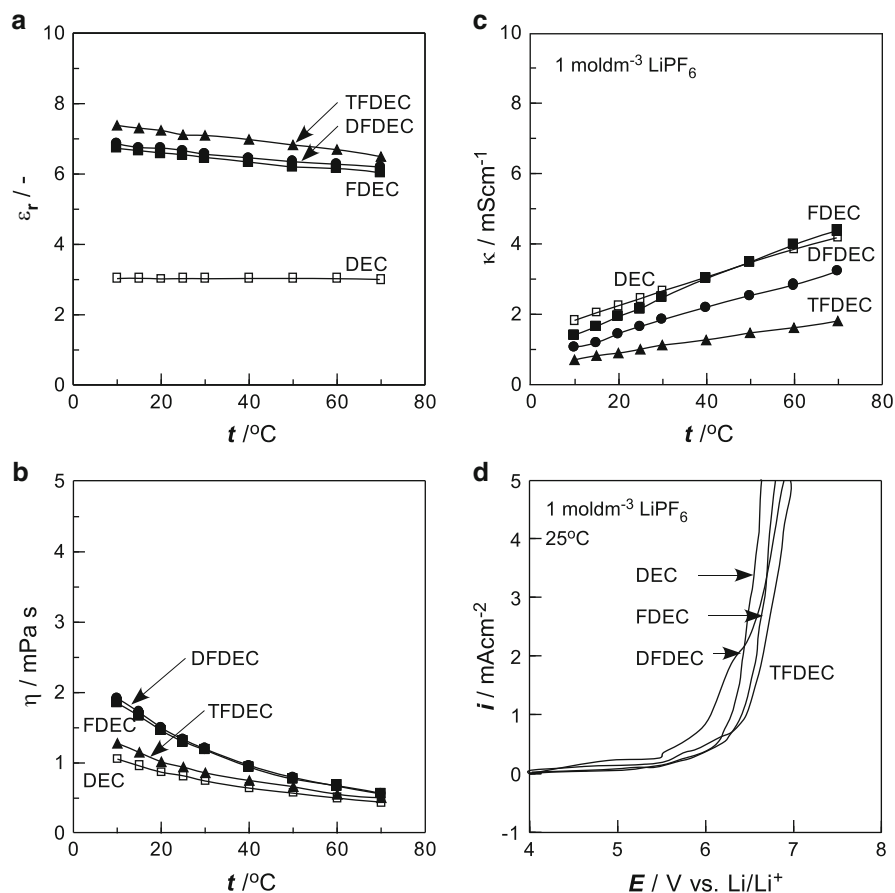 a
10
8
6
4
2
0
εr / -
TFDEC
DFDEC
FDEC
DEC
0 20 40 60 80
t /ºC
c
10
8
6
4
2
0
κ / mScm-1
1 moldm-3 LiPF6
FDEC
DEC
DFDEC
TFDEC
0 20 40 60 80
t /ºC
b
5
4
3
2
1
0
η / mPa s
DFDEC
TFDEC
FDEC
DEC
0 20 40 60 80
t /ºC
d
5
4
3
2
1
0
-1
i / mAcm-2
1 moldm-3 LiPF6
25ºC
DEC
FDEC
DFDEC
TFDEC
4 5 6 7 8
E / V vs. Li/Li+